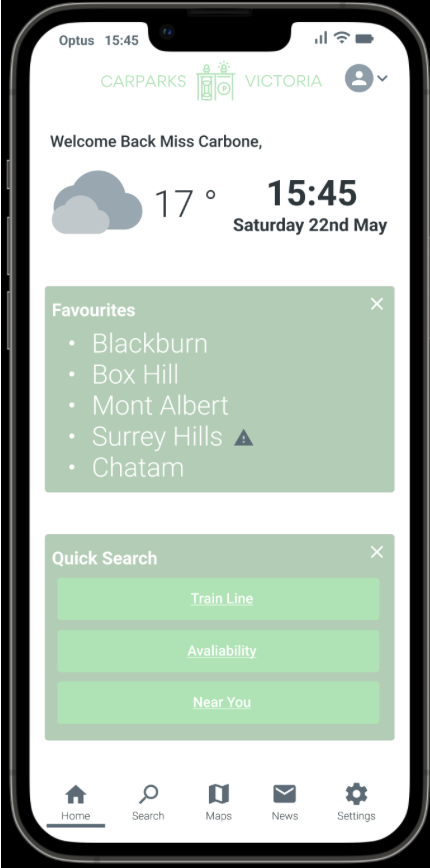 Optus 15:45
CARPARKS VICTORIA
Welcome Back Miss Carbone,
17 °
15:45
Saturday 22nd May
Favourites
• Blackburn
• Box Hill
• Mont Albert
• Surrey Hills
• Chatam
Quick Search
Train Line
Avaliability
Near You
Home Search Maps News Settings